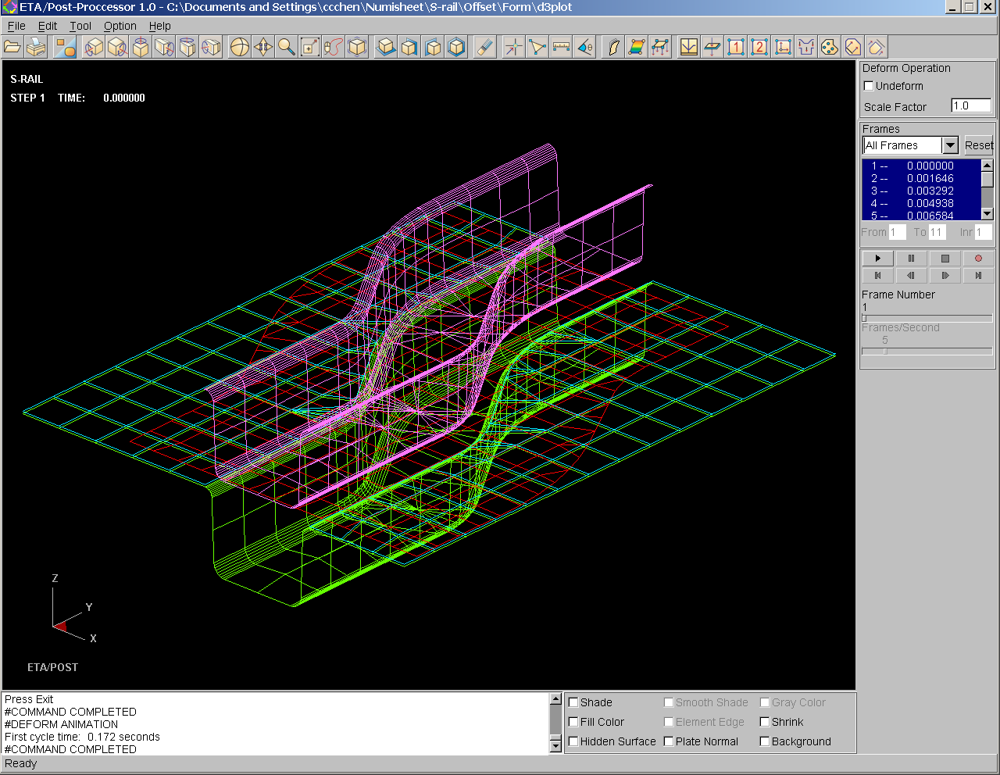 ETA/Post-Proccessor 1.0 - C:\Documents and Settings\ccchen\Numisheet\S-rail\Offset\Form\d3plot
File Edit Tool Option Help
1 2
S-RAIL
STEP 1 TIME: 0.000000
Z
Y
X
ETA/POST
Deform Operation
Undeform
Scale Factor 1.0
Frames
All Frames Reset
1 -- 0.000000
2 -- 0.001646
3 -- 0.003292
4 -- 0.004938
5 -- 0.006584
From 1 To 11 Inr 1
Frame Number
1
Frames/Second
5
Press Exit
#COMMAND COMPLETED
#DEFORM ANIMATION
First cycle time: 0.172 seconds
#COMMAND COMPLETED
Shade Smooth Shade Gray Color
Fill Color Element Edge Shrink
Hidden Surface Plate Normal Background
Ready